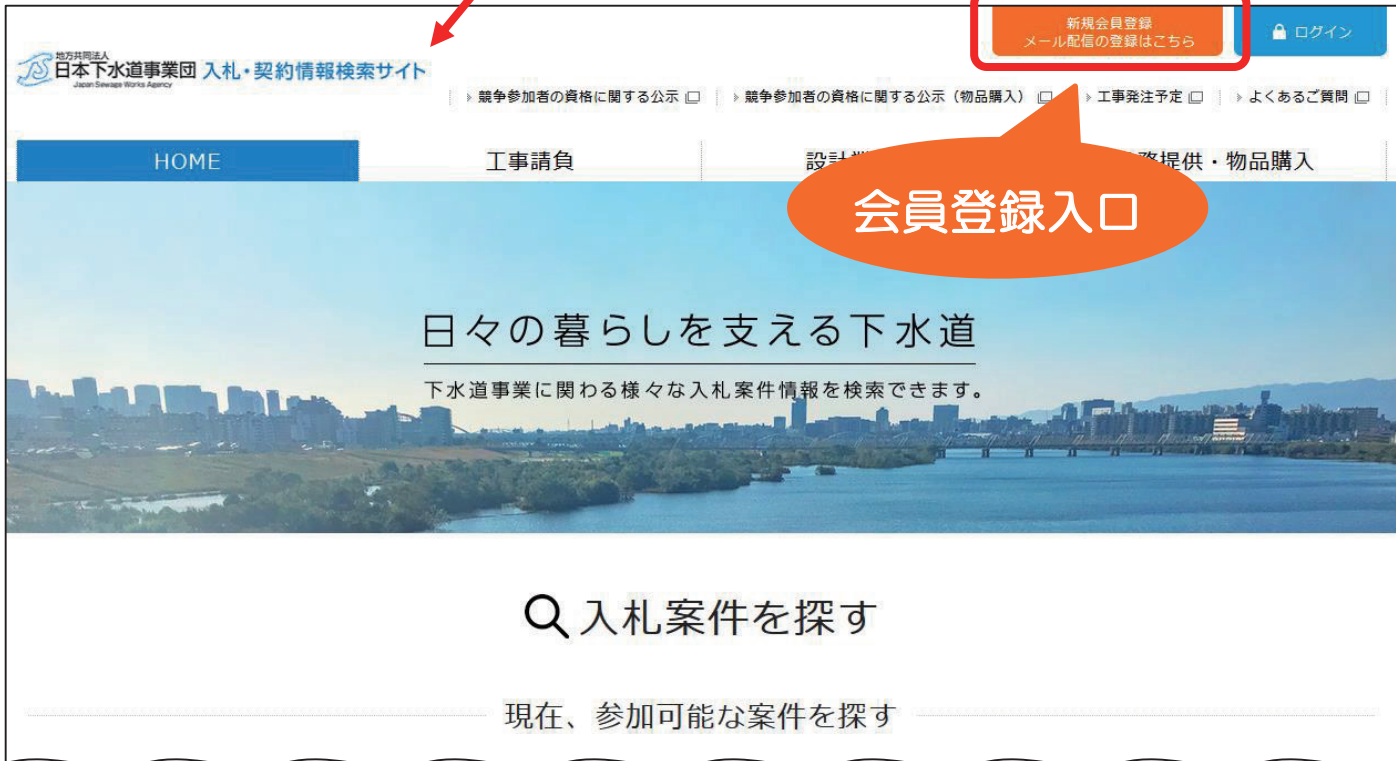 新規会員登録
メール配信の登録はこちら
ログイン
地方共同法人
日本下水道事業団 入札・契約情報検索サイト
Japan Sewage Works Agency
競争参加者の資格に関する公示
競争参加者の資格に関する公示（物品購入）
工事発注予定
よくあるご質問
HOME
工事請負
設計
提供・物品購入
会員登録入口
日々の暮らしを支える下水道
下水道事業に関わる様々な入札案件情報を検索できます。
入札案件を探す
現在、参加可能な案件を探す